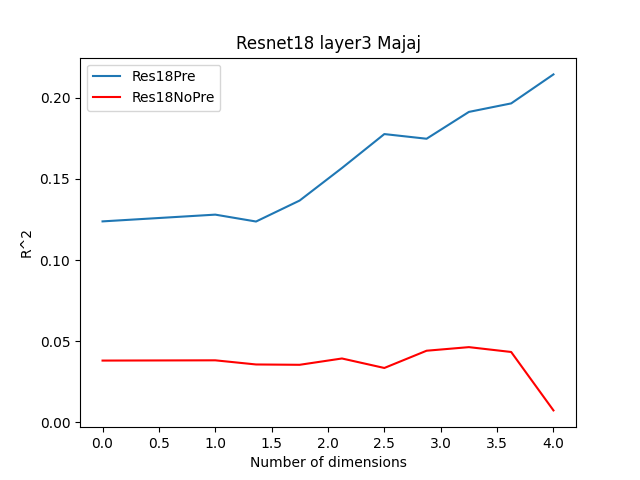 Resnet18 layer3 Majaj
Res18Pre
Res18NoPre
R^2
0.20
0.15
0.10
0.05
0.00
0.0 0.5 1.0 1.5 2.0 2.5 3.0 3.5 4.0
Number of dimensions